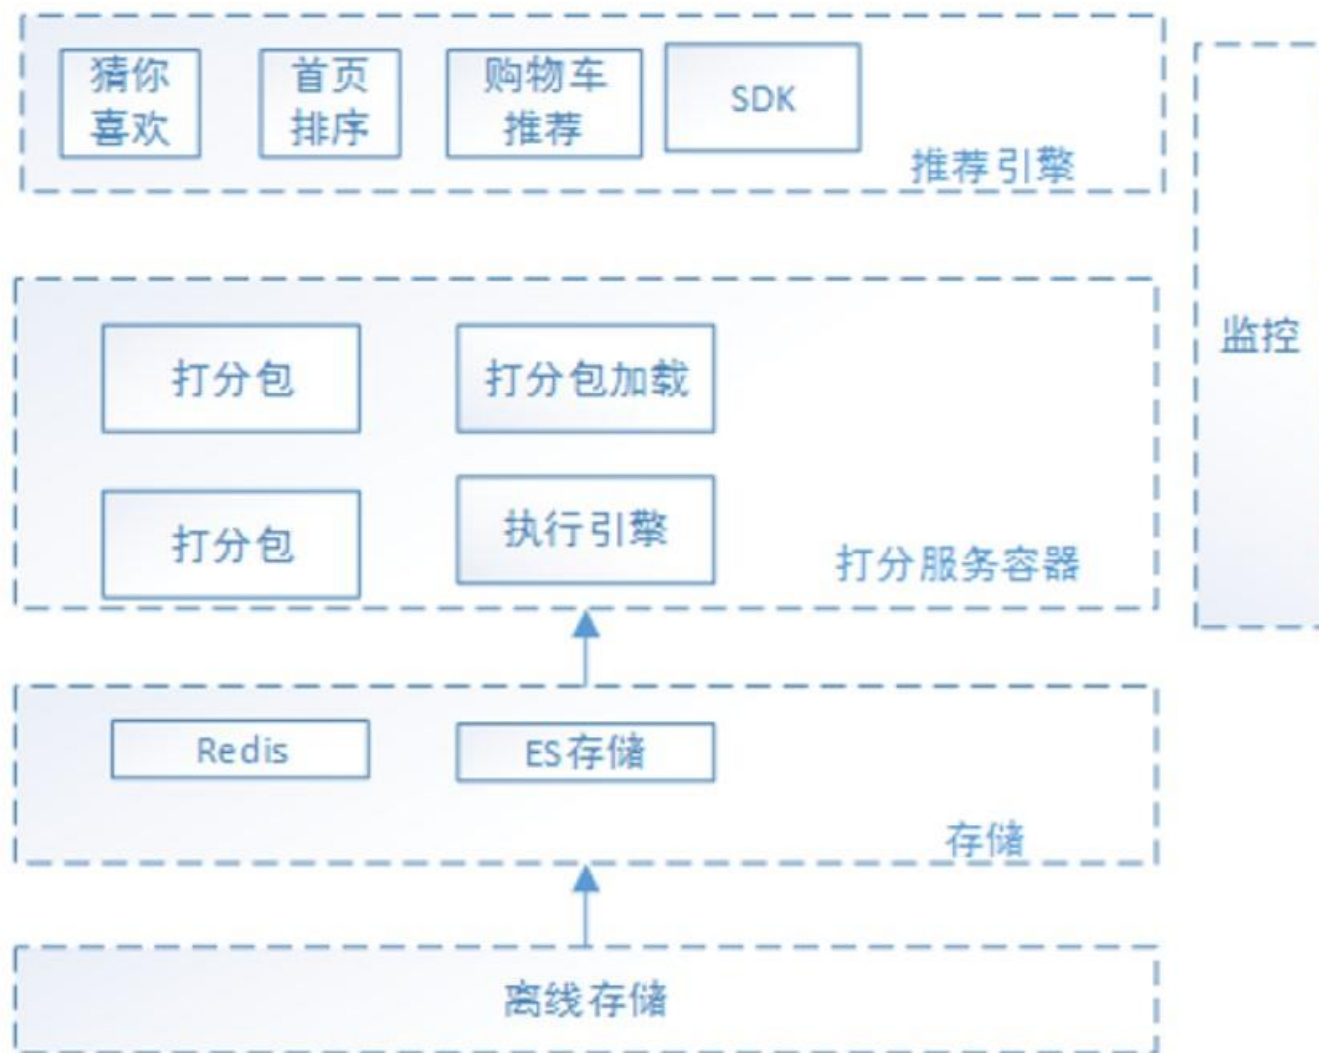 猜你
喜欢
首页
排序
购物车
推荐
SDK
推荐引擎
监控
打分包
打分包加载
打分包
执行引擎
打分服务容器
Redis
ES存储
存储
离线存储